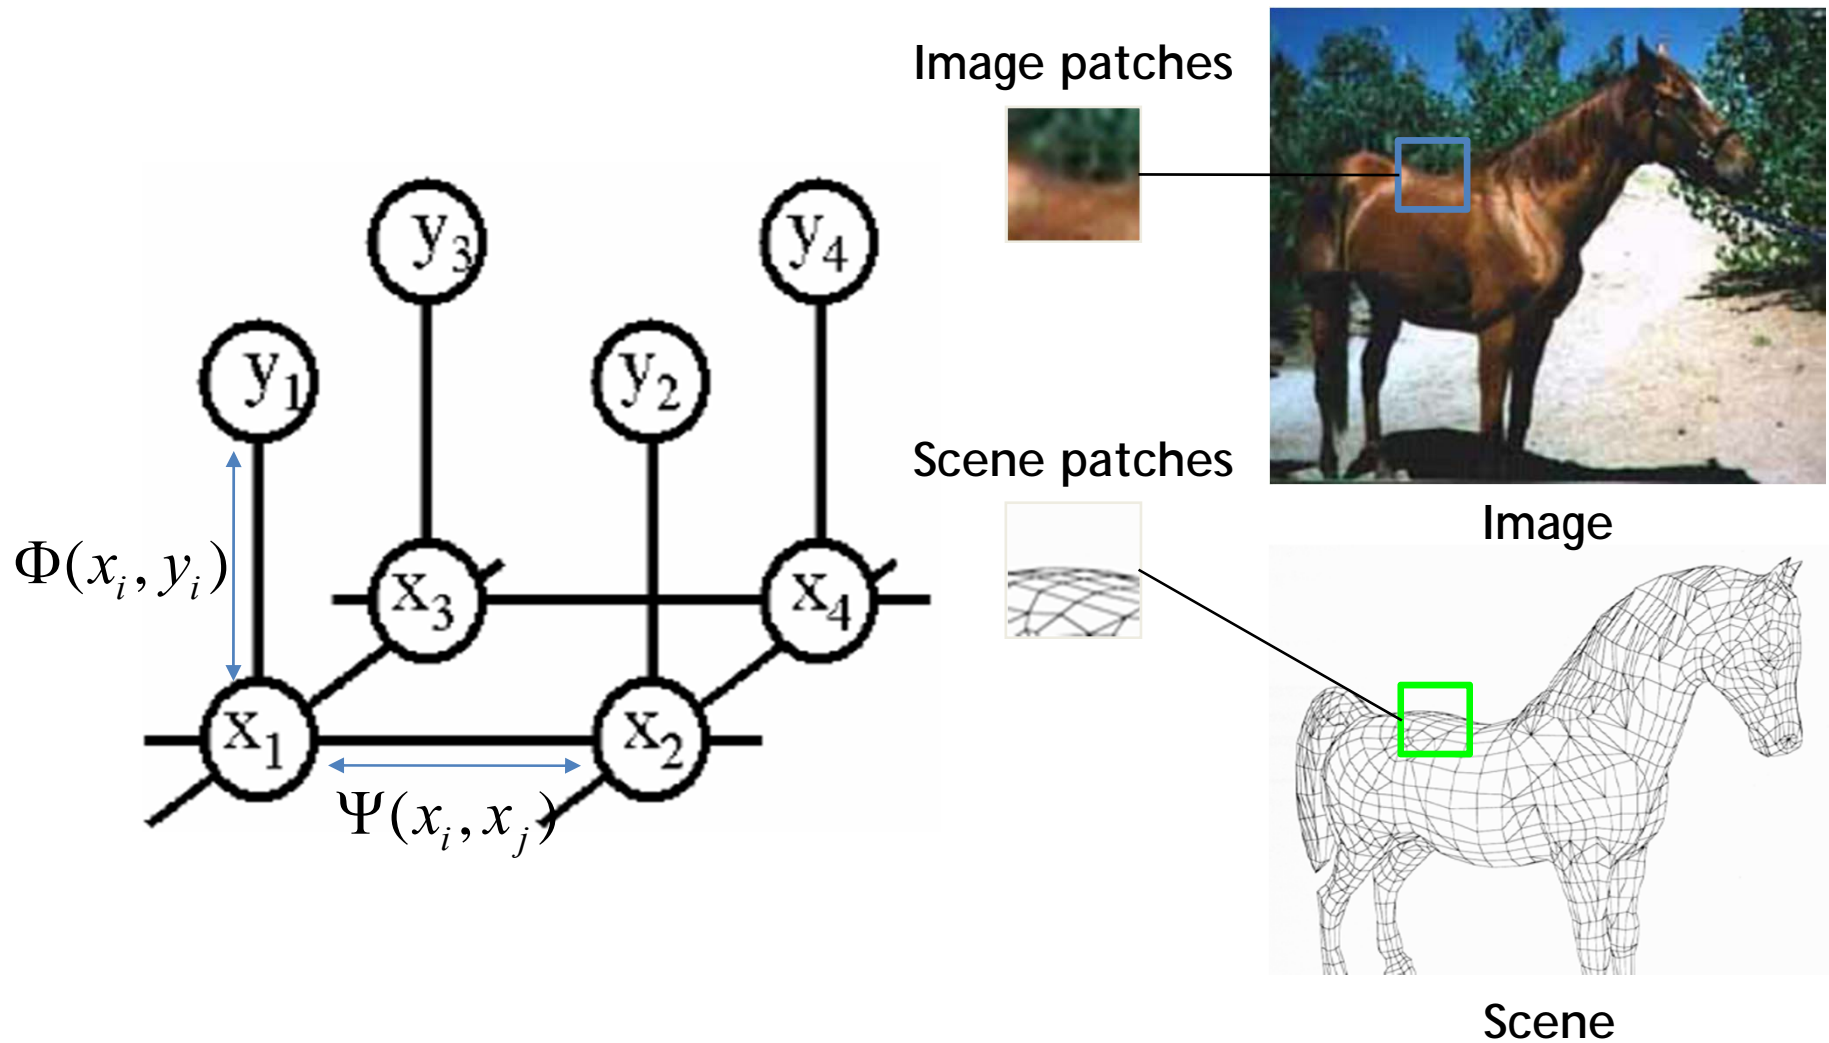 Image patches
y₃
y₄
y₁
y₂
Scene patches
Image
Φ(xᵢ, yᵢ)
x₃
x₄
x₁
x₂
Ψ(xᵢ, xⱼ)
Scene